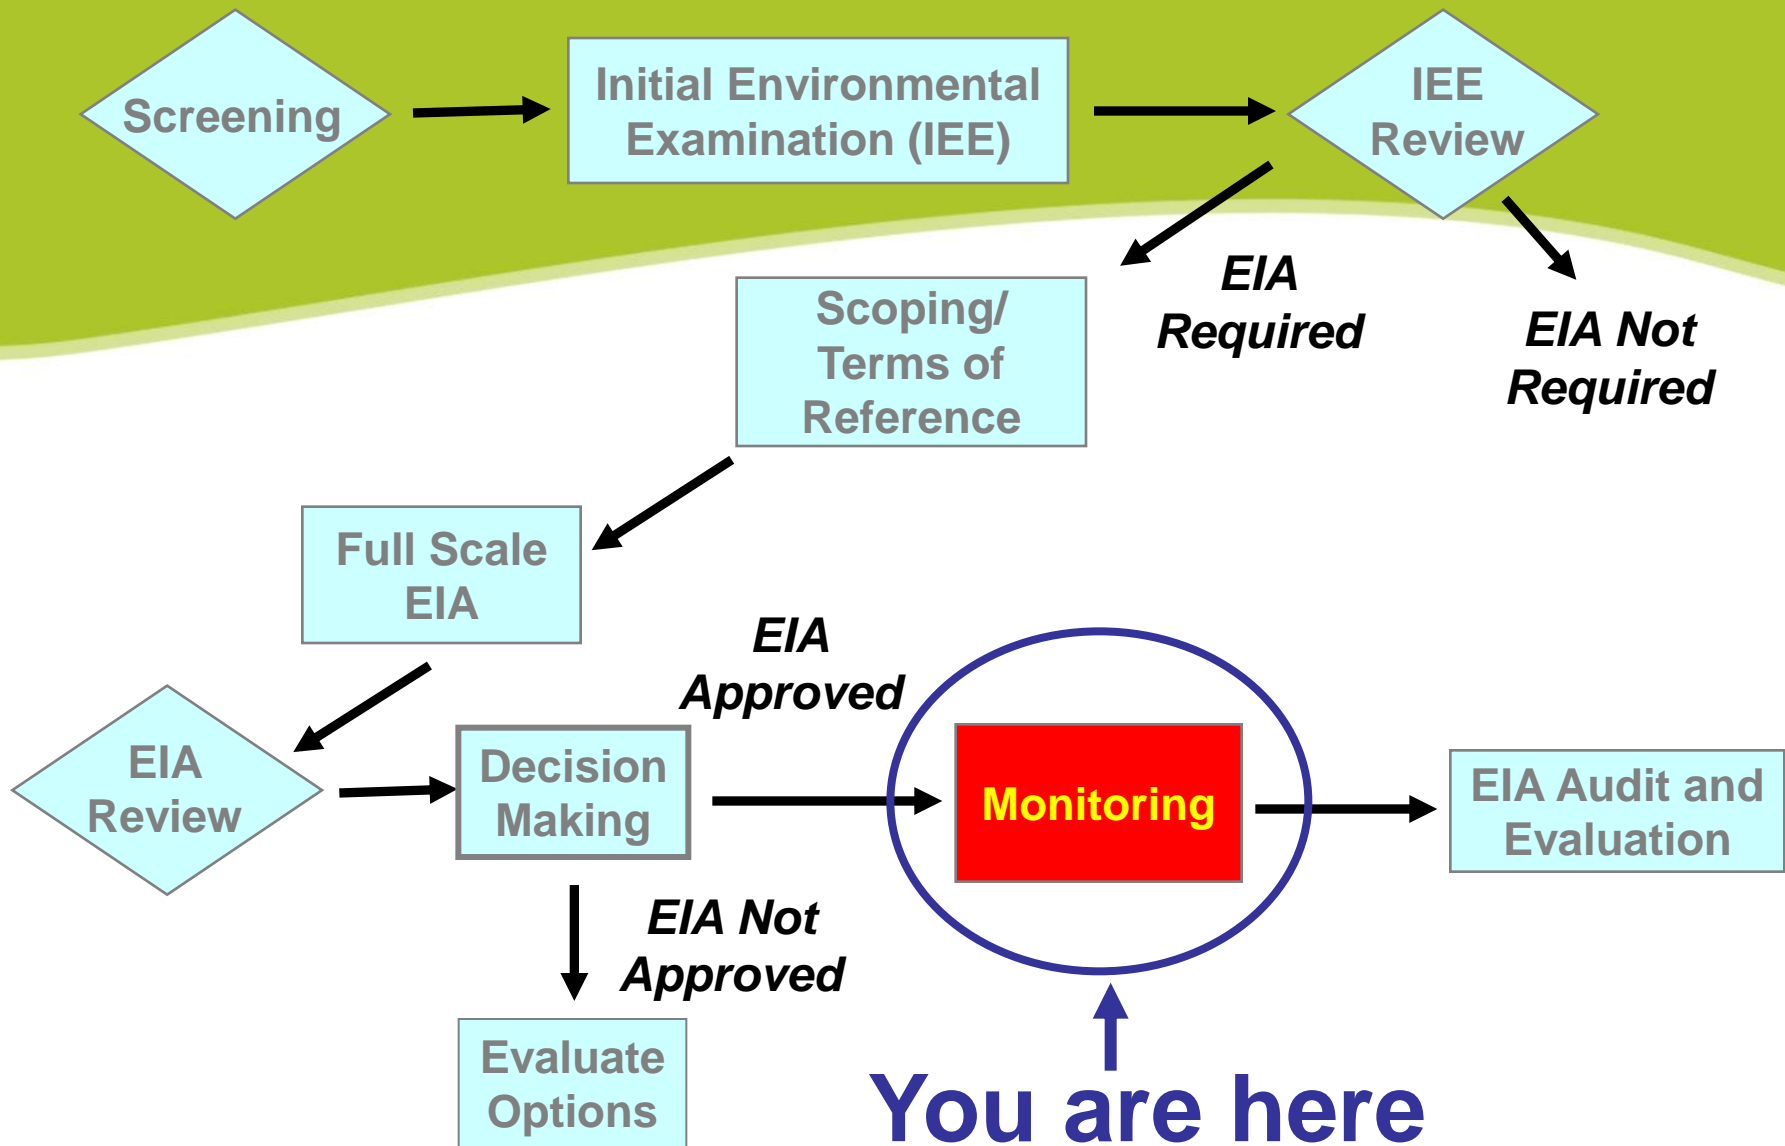 Screening
Initial Environmental
Examination (IEE)
IEE
Review
EIA
Required
EIA Not
Required
Scoping/
Terms of
Reference
Full Scale
EIA
EIA
Approved
EIA
Review
Decision
Making
Monitoring
EIA Audit and
Evaluation
EIA Not
Approved
Evaluate
Options
You are here